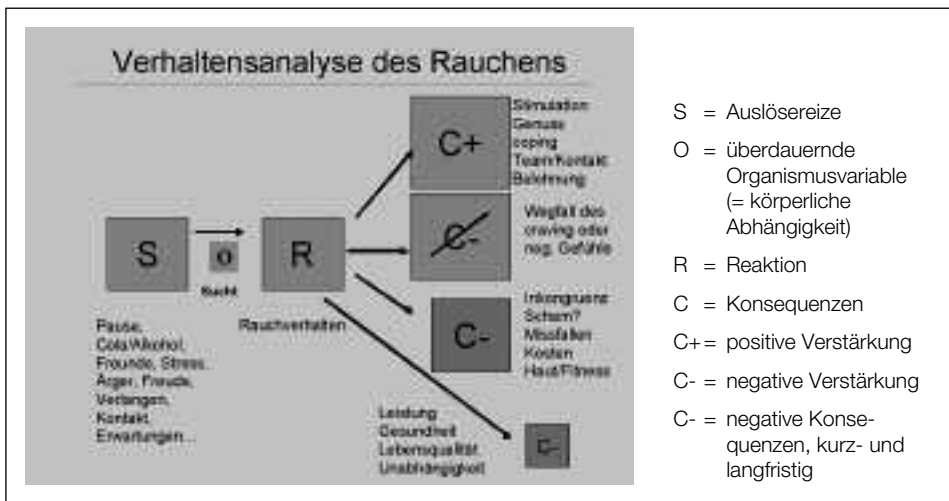 Verhaltensanalyse des Rauchens
S
O
Sucht
R
C+
C-
C-
C-
Stimulation
Genuss
coping
Team/Kontakt
Belohnung
Wegfall des
craving oder
neg. Gefühle
Inkongruenz
Scham?
Missfallen
Kosten
Haut/Fitness
Pause,
Cola/Alkohol,
Freunde, Stress,
Ärger, Freude,
Verlangen,
Kontakt,
Erwartungen...
Rauchverhalten
Leistung
Gesundheit
Lebensqualität
Unabhängigkeit
S = Auslösereize
O = überdauernde
Organismusvariable
(= körperliche
Abhängigkeit)
R = Reaktion
C = Konsequenzen
C+ = positive Verstärkung
C- = negative Verstärkung
C- = negative Konse-
quenzen, kurz- und
langfristig